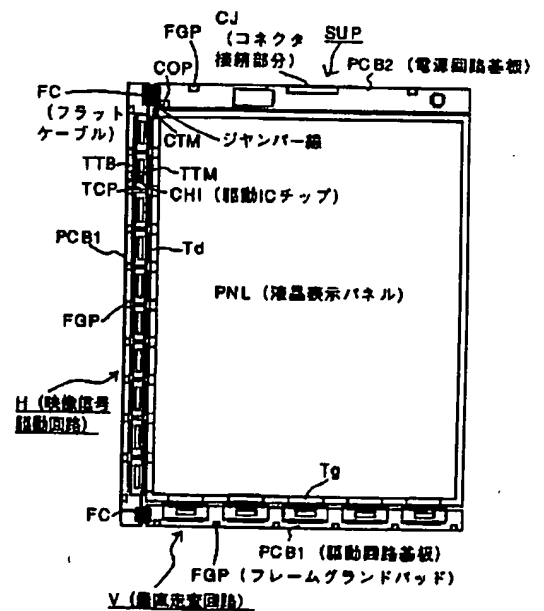 CJ
(コネクタ
接続部分)
FGP
SUP
COP
PCB2 (電源回路基板)
FC
(フラット
ケーブル)
CTM
ジャンパー線
TTB
TTM
TCP
CHI (駆動ICチップ)
PCB1
Td
PNL (液晶表示パネル)
FGP
H (映像信号
駆動回路)
Tg
FC
PCB1 (駆動回路基板)
FGP (フレームグランドパッド)
V (垂直走査回路)